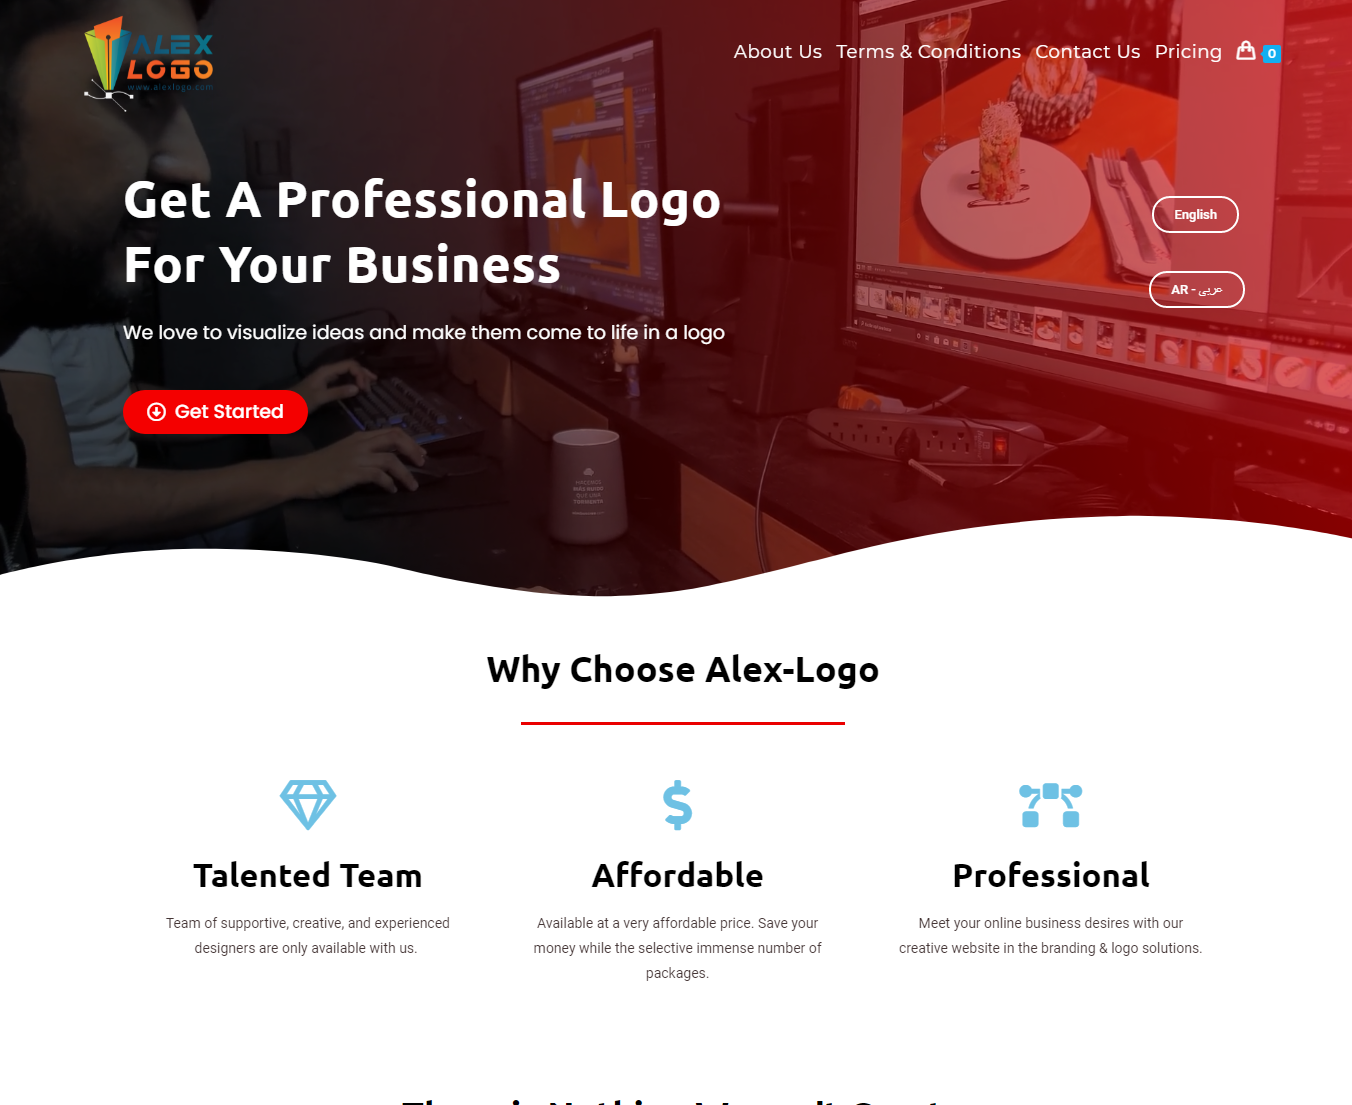 ALEX
LOGO
www.alexlogo.com
About Us Terms & Conditions Contact Us Pricing 0
Get A Professional Logo
For Your Business
English
AR - عربى
We love to visualize ideas and make them come to life in a logo
Get Started
Why Choose Alex-Logo
Talented Team
Team of supportive, creative, and experienced
designers are only available with us.
Affordable
Available at a very affordable price. Save your
money while the selective immense number of
packages.
Professional
Meet your online business desires with our
creative website in the branding & logo solutions.